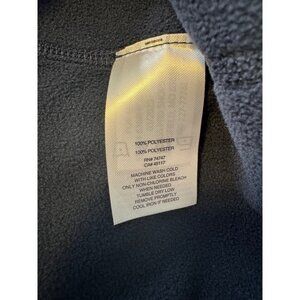 100% POLYESTER
100% POLYESTER
RN# 74747
CA# 45117
MACHINE WASH COLD
WITH LIKE COLORS
ONLY NON-CHLORINE BLEACH
WHEN NEEDED
TUMBLE DRY LOW
REMOVE PROMPTLY
COOL IRON IF NEEDED